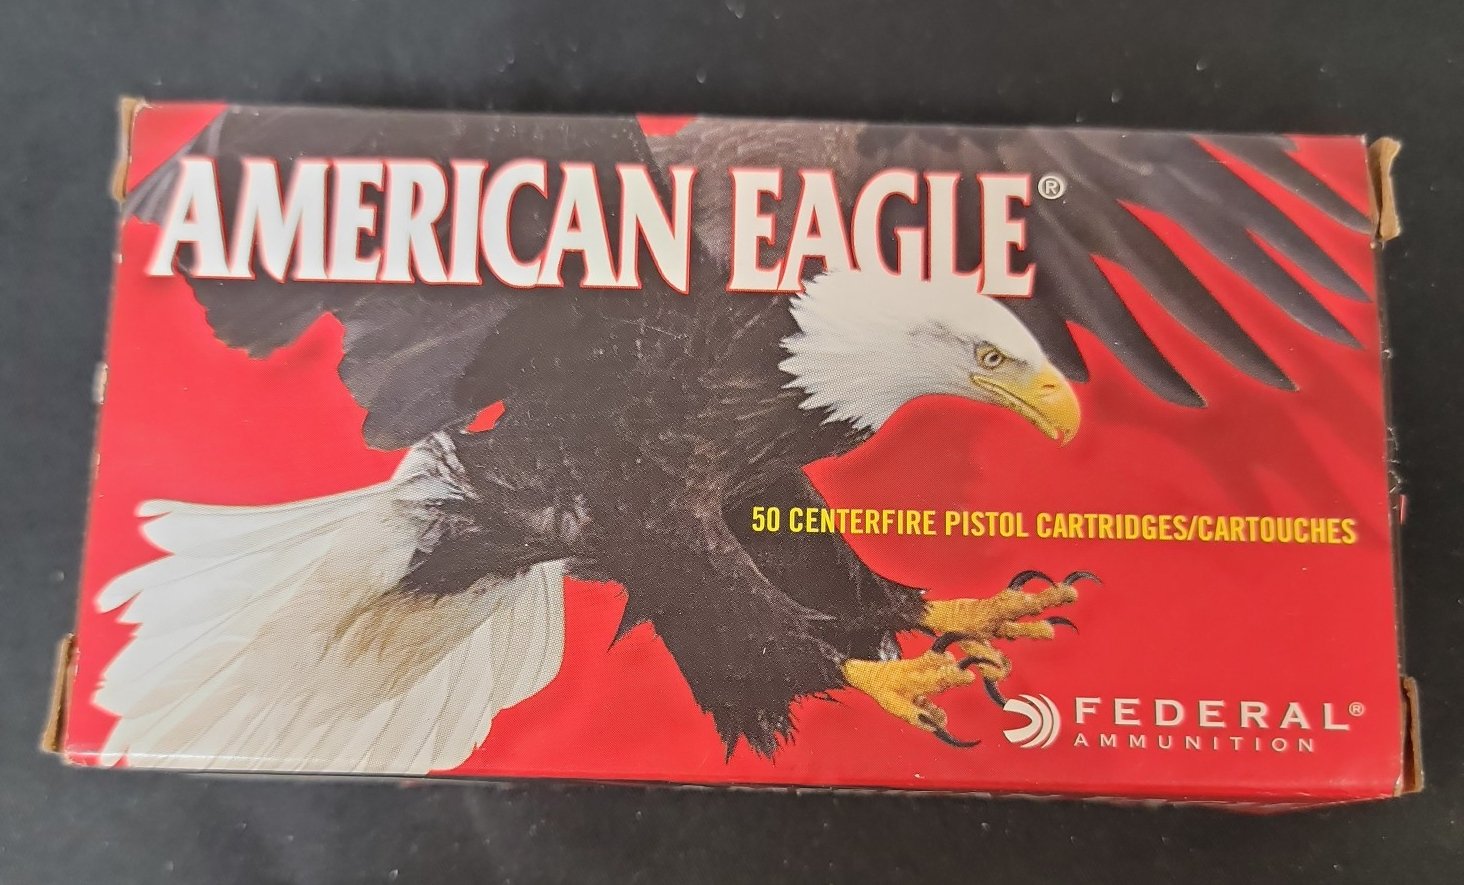 AMERICAN EAGLE®
50 CENTERFIRE PISTOL CARTRIDGES/CARTOUCHES
FEDERAL®
AMMUNITION